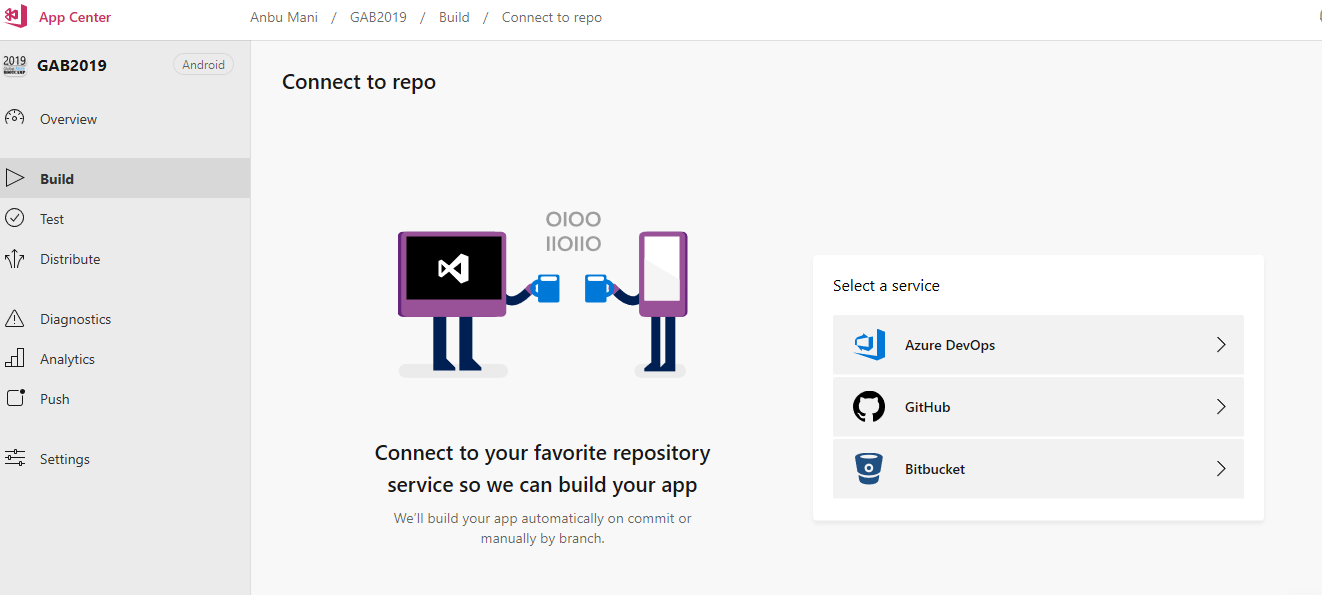 App Center
Anbu Mani / GAB2019 / Build / Connect to repo
2019
GAB2019
Android
Overview
Build
Test
Distribute
Diagnostics
Analytics
Push
Settings
Connect to repo
OIOO
IIOIIO
Connect to your favorite repository
service so we can build your app
We'll build your app automatically on commit or
manually by branch.
Select a service
Azure DevOps
GitHub
Bitbucket